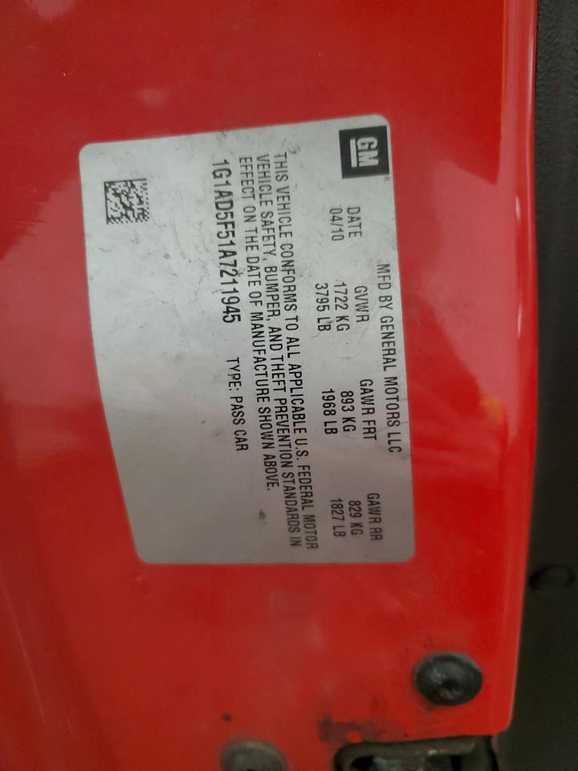 GM
MFD BY GENERAL MOTORS LLC
DATE GVWR GAWR FRT GAWR RR
04/10 1722 KG 893 KG 829 KG
3795 LB 1968 LB 1827 LB
THIS VEHICLE CONFORMS TO ALL APPLICABLE U.S. FEDERAL MOTOR
VEHICLE SAFETY, BUMPER, AND THEFT PREVENTION STANDARDS IN
EFFECT ON THE DATE OF MANUFACTURE SHOWN ABOVE.
1G1AD5F51A7211945 TYPE: PASS CAR